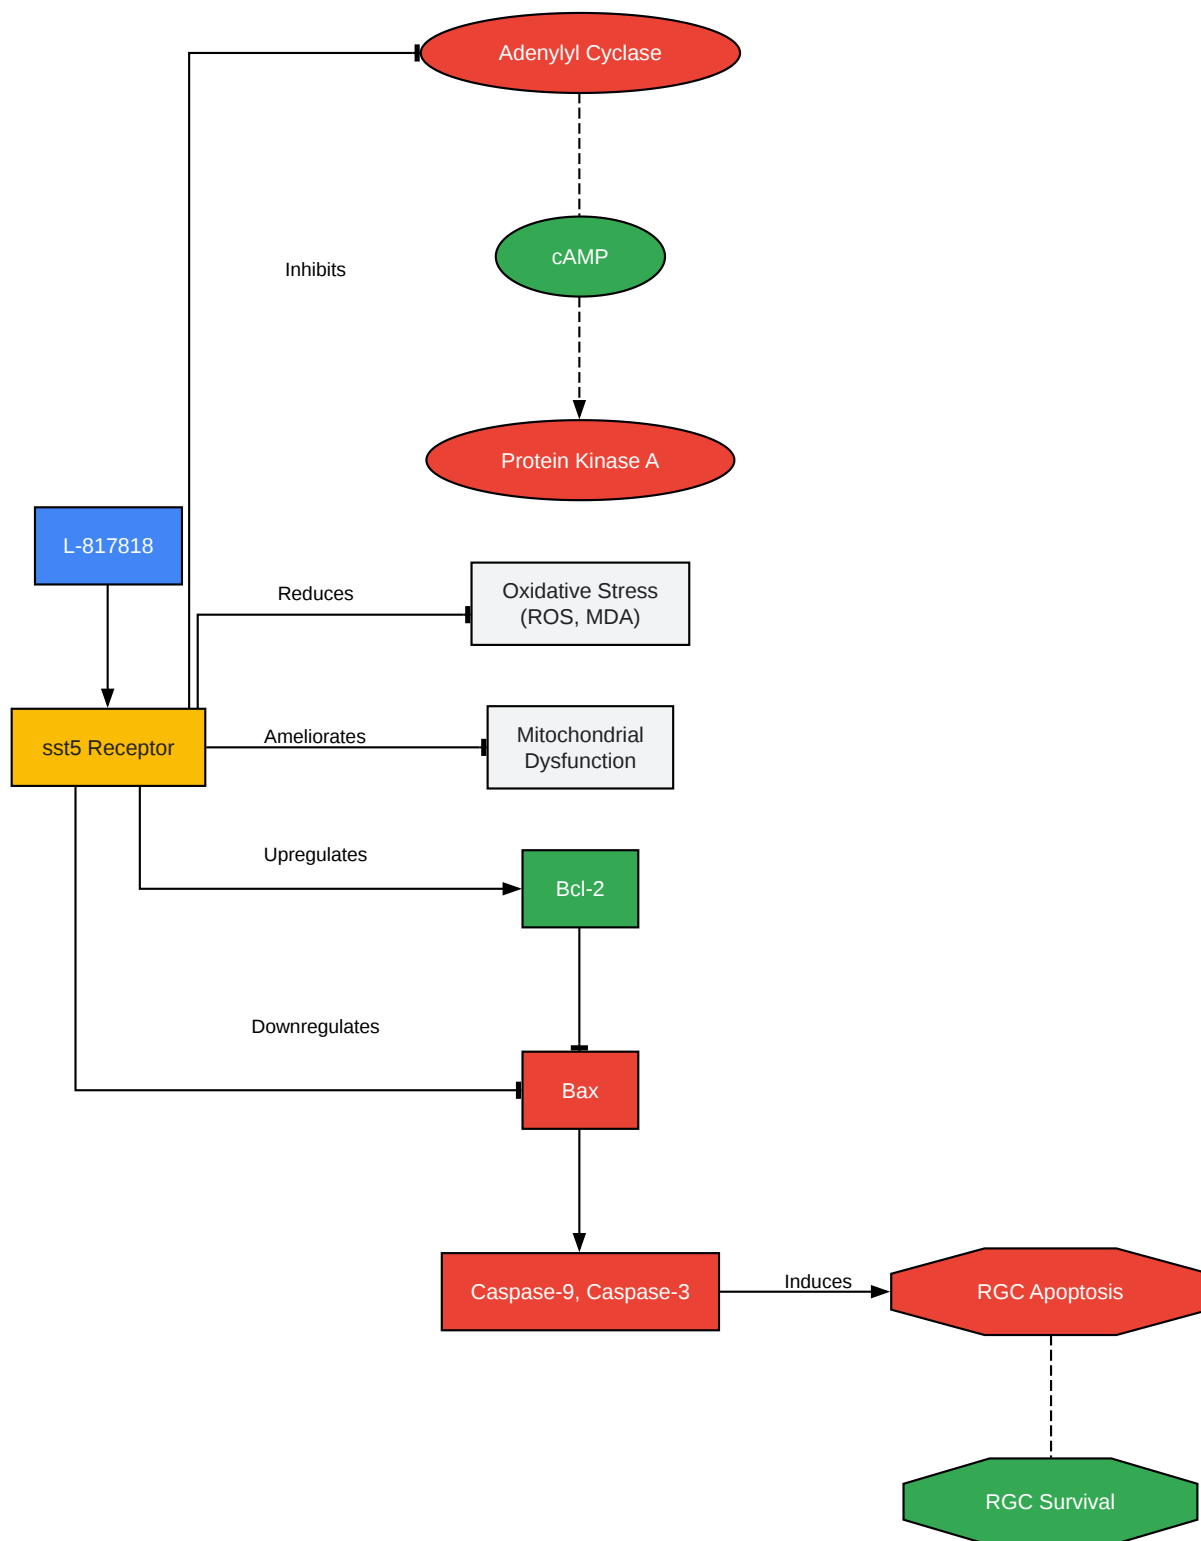 Adenylyl Cyclase
cAMP
Inhibits
Protein Kinase A
L-817818
Reduces
Oxidative Stress
(ROS, MDA)
sst5 Receptor
Ameliorates
Mitochondrial
Dysfunction
Upregulates
Bcl-2
Downregulates
Bax
Caspase-9, Caspase-3
Induces
RGC Apoptosis
RGC Survival